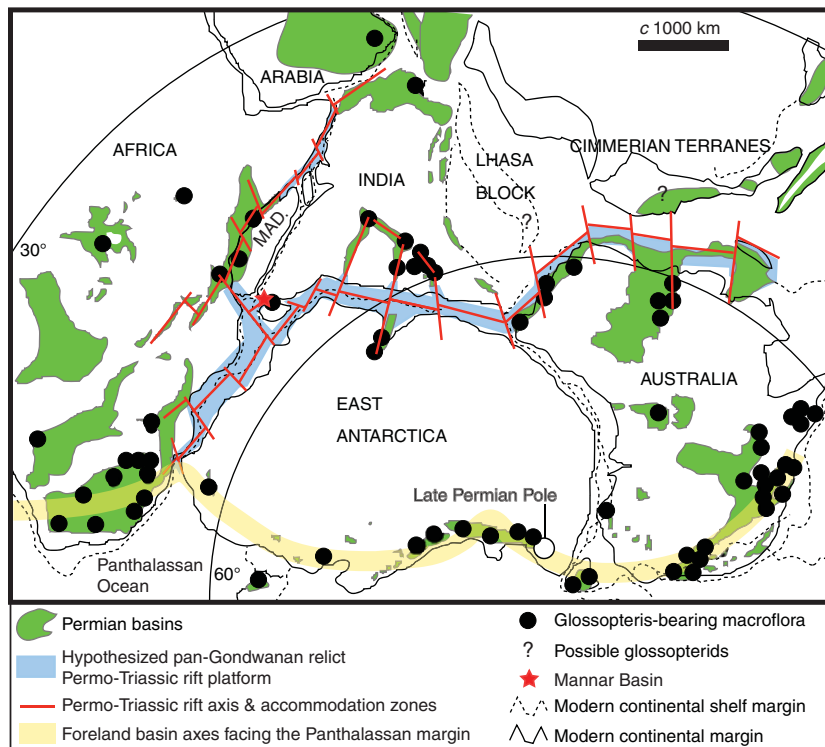 c 1000 km
ARABIA
AFRICA
CIMMERIAN TERRANES
LHASA
BLOCK
INDIA
?
?
MAD.
30°
AUSTRALIA
EAST
ANTARCTICA
Late Permian Pole
Panthalassan
Ocean
60°
Permian basins
Hypothesized pan-Gondwanan relict
Permo-Triassic rift platform
Permo-Triassic rift axis & accommodation zones
Foreland basin axes facing the Panthalassan margin
Glossopteris-bearing macroflora
? Possible glossopterids
Mannar Basin
Modern continental shelf margin
Modern continental margin